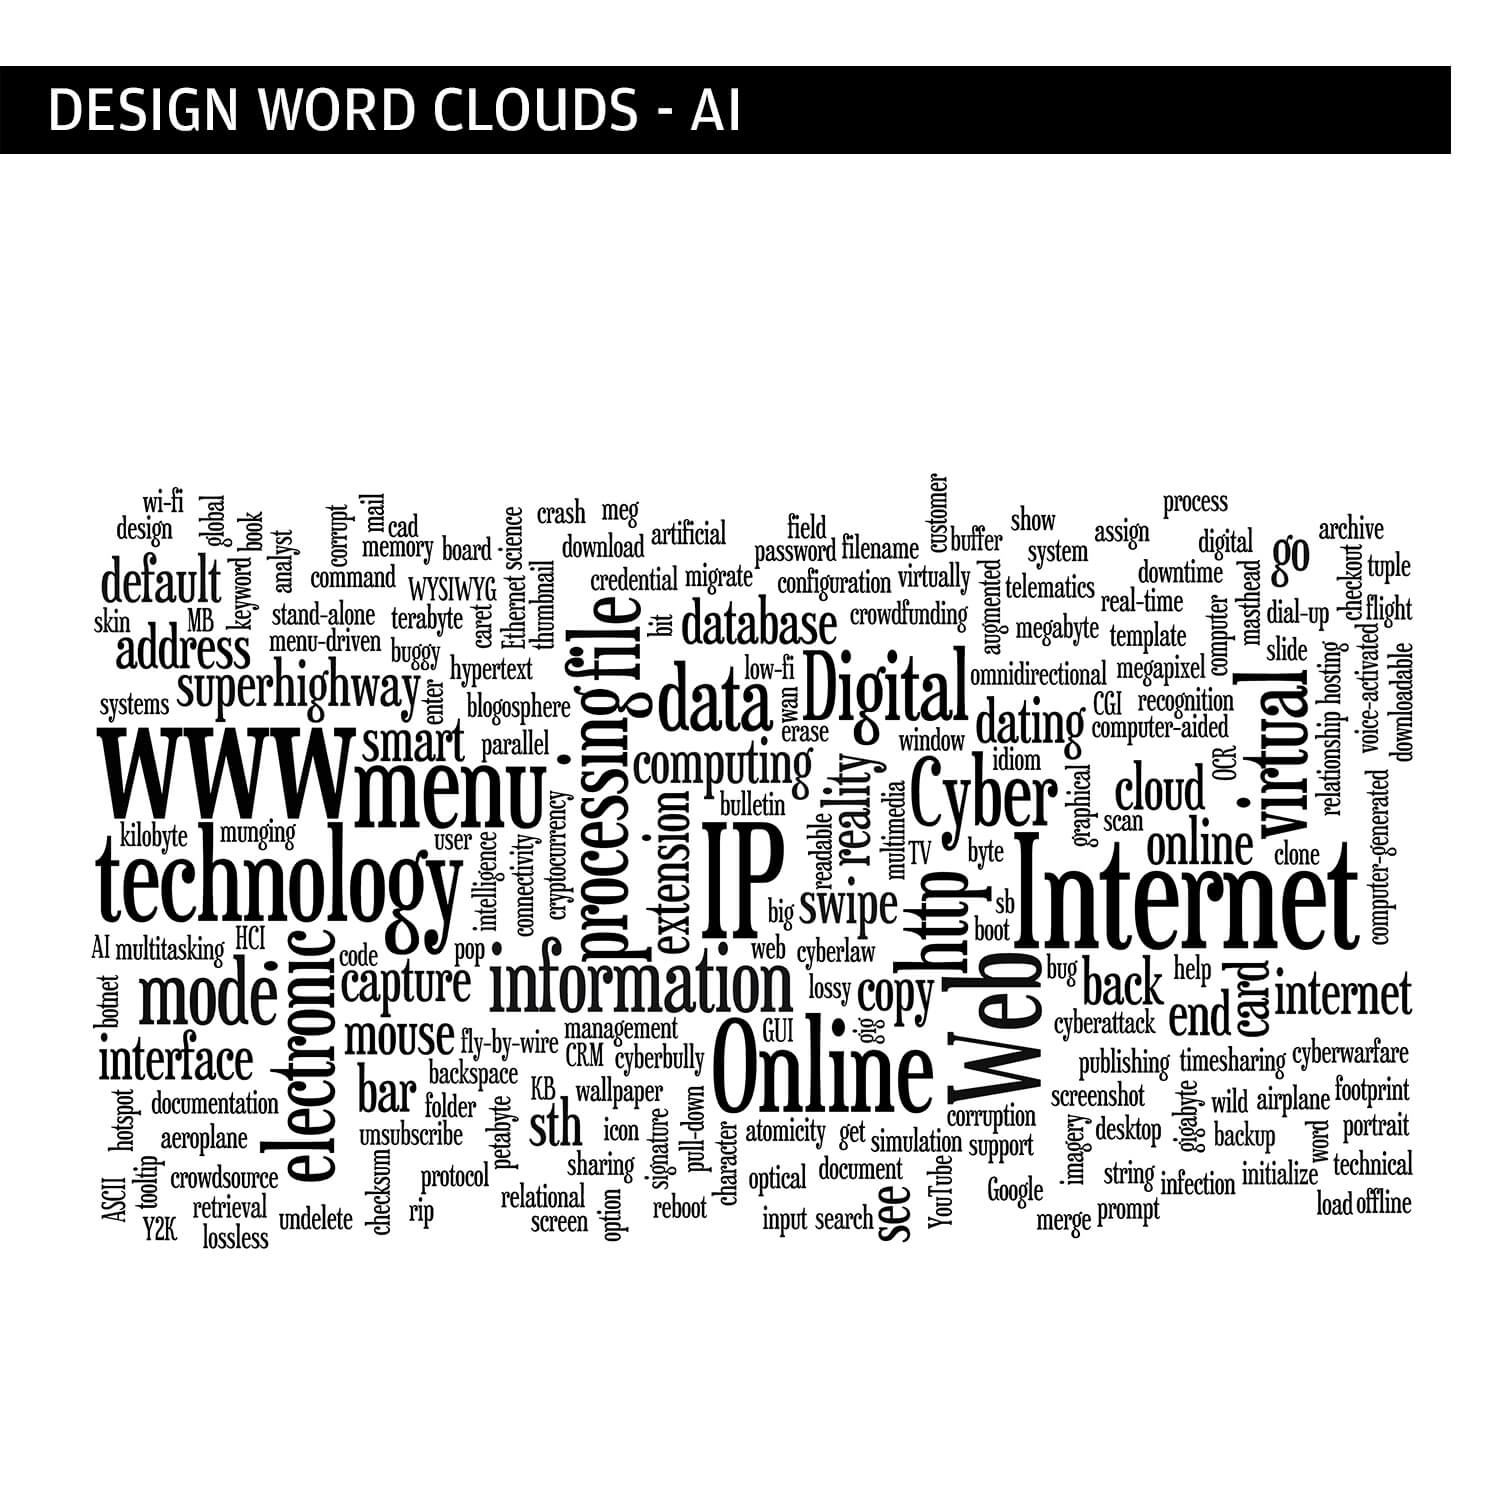 DESIGN WORD CLOUDS - AI
wi-fi
design
global
book
keyword
analyst
corrupt
mail
cad
memory
board
science
Ethernet
thumbnail
crash
meg
download
artificial
field
password
filename
customer
buffer
show
system
assign
process
digital
go
archive
checkout
tuple
default
command
WYSIWYG
credential
migrate
configuration
virtually
augmented
telematics
downtime
real-time
masthead
dial-up
flight
skin
MB
stand-alone
terabyte
caret
file
bit
database
crowdfunding
megabyte
template
computer
slide
address
menu-driven
buggy
hypertext
low-fi
Digital
omnidirectional
megapixel
virtual
hosting
relationship
voice-activated
downloadable
systems
superhighway
enter
blogosphere
processing
data
wan
erase
window
dating
CGI
recognition
computer-aided
www
smart
parallel
menu
computing
reality
idiom
Cyber
graphical
cloud
OCR
scan
computer-generated
kilobyte
munging
user
bulletin
extension
IP
readable
multimedia
TV
byte
online
clone
technology
intelligence
connectivity
cryptocurrency
big
swipe
http
sb
boot
Internet
AI
multitasking
HCI
electronic
code
pop
web
cyberlaw
botnet
mode
capture
information
lossy
copy
Web
bug
back
help
card
internet
interface
mouse
fly-by-wire
management
CRM
cyberbully
GUI
gig
Online
cyberattack
end
publishing
timesharing
cyberwarfare
hotspot
documentation
bar
backspace
folder
KB
wallpaper
pull-down
corruption
screenshot
gigabyte
wild
airplane
footprint
aeroplane
unsubscribe
petabyte
sth
icon
signature
character
atomicity
get
simulation
support
imagery
desktop
backup
word
portrait
ASCII
tooltip
crowdsource
checksum
protocol
sharing
optical
document
YouTube
Google
string
infection
initialize
technical
Y2K
retrieval
lossless
undelete
rip
relational
screen
option
reboot
input
search
see
merge
prompt
load
offline